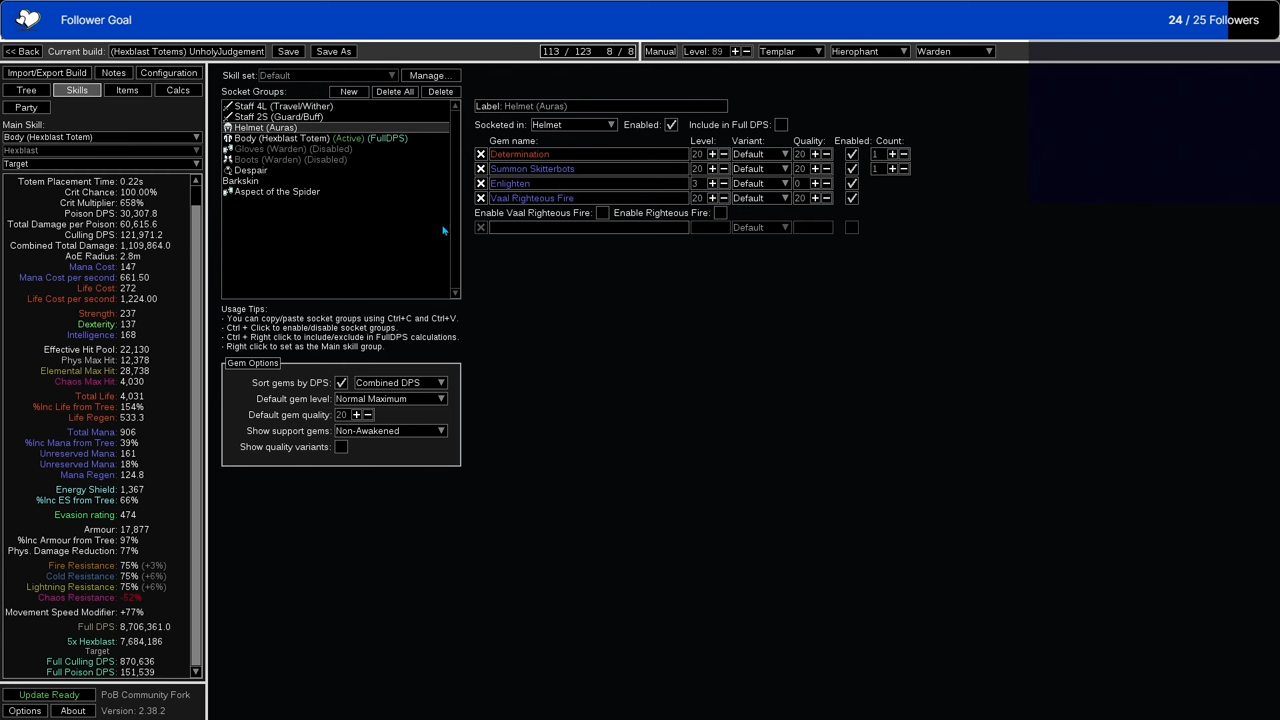 Follower Goal
24 / 25 Followers
<< Back Current build: (Hexblast Totems) UnholyJudgement Save Save As 113 / 123 8 / 8 Manual Level: 89 + - Templar Hierophant Warden
Import/Export Build Notes Configuration
Tree Skills Items Calcs
Party
Main Skill:
Body (Hexblast Totem)
Hexblast
Target
Totem Placement Time: 0.22s
Crit Chance: 100.00%
Crit Multiplier: 658%
Poison DPS: 30,307.8
Total Damage per Poison: 60,615.6
Culling DPS: 121,971.2
Combined Total Damage: 1,109,864.0
AoE Radius: 2.8m
Mana Cost: 147
Mana Cost per second: 661.50
Life Cost: 272
Life Cost per second: 1,224.00
Strength: 237
Dexterity: 137
Intelligence: 168
Effective Hit Pool: 22,130
Phys Max Hit: 12,378
Elemental Max Hit: 28,738
Chaos Max Hit: 4,030
Total Life: 4,031
%Inc Life from Tree: 154%
Life Regen: 533.3
Total Mana: 906
%Inc Mana from Tree: 39%
Unreserved Mana: 161
Unreserved Mana: 18%
Mana Regen: 124.8
Energy Shield: 1,367
%Inc ES from Tree: 66%
Evasion rating: 474
Armour: 17,877
%Inc Armour from Tree: 97%
Phys. Damage Reduction: 77%
Fire Resistance: 75% (+3%)
Cold Resistance: 75% (+6%)
Lightning Resistance: 75% (+6%)
Chaos Resistance: -52%
Movement Speed Modifier: +77%
Full DPS: 8,706,361.0
5x Hexblast: 7,684,186
Target
Full Culling DPS: 870,636
Full Poison DPS: 151,539
Update Ready PoB Community Fork
Options About Version: 2.38.2
Skill set: Default Manage...
Socket Groups: New Delete All Delete
Staff 4L (Travel/Wither)
Staff 2S (Guard/Buff)
Helmet (Auras)
Body (Hexblast Totem) (Active) (FullDPS)
Gloves (Warden) (Disabled)
Boots (Warden) (Disabled)
Despair
Barkskin
Aspect of the Spider
Usage Tips:
- You can copy/paste socket groups using Ctrl+C and Ctrl+V.
- Ctrl + Click to enable/disable socket groups.
- Ctrl + Right click to include/exclude in FullDPS calculations.
- Right click to set as the Main skill group.
Gem Options
Sort gems by DPS: Combined DPS
Default gem level: Normal Maximum
Default gem quality: 20 + -
Show support gems: Non-Awakened
Show quality variants:
Label: Helmet (Auras)
Socketed in: Helmet Enabled: Include in Full DPS:
Gem name: Level: Variant: Quality: Enabled: Count:
Determination 20 + - Default 20 + - 1 + -
Summon Skitterbots 20 + - Default 20 + - 1 + -
Enlighten 3 + - Default 0 + -
Vaal Righteous Fire 20 + - Default 20 + -
Enable Vaal Righteous Fire: Enable Righteous Fire:
Default